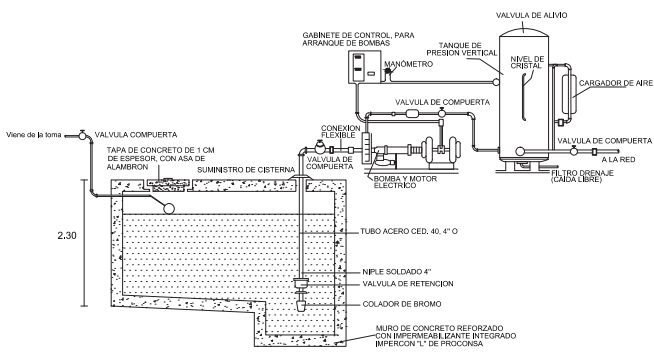 VALVULA DE ALIVIO
GABINETE DE CONTROL, PARA
ARRANQUE DE BOMBAS
TANQUE DE
PRESION VERTICAL
NIVEL DE
CRISTAL
MANÓMETRO
CARGADOR DE AIRE
VALVULA DE COMPUERTA
CONEXION
FLEXIBLE
Viene de la toma
VALVULA COMPUERTA
TAPA DE CONCRETO DE 1 CM
DE ESPESOR, CON ASA DE
ALAMBRON
SUMINISTRO DE CISTERNA
VALVULA DE
COMPUERTA
BOMBA Y MOTOR
ELECTRICO
VALVULA DE COMPUERTA
A LA RED
FILTRO DRENAJE
(CAIDA LIBRE)
2.30
TUBO ACERO CED. 40, 4" O
NIPLE SOLDADO 4"
VALVULA DE RETENCION
COLADOR DE BROMO
MURO DE CONCRETO REFORZADO
CON IMPERMEABILIZANTE INTEGRADO
IMPERCON "L" DE PROCONSA